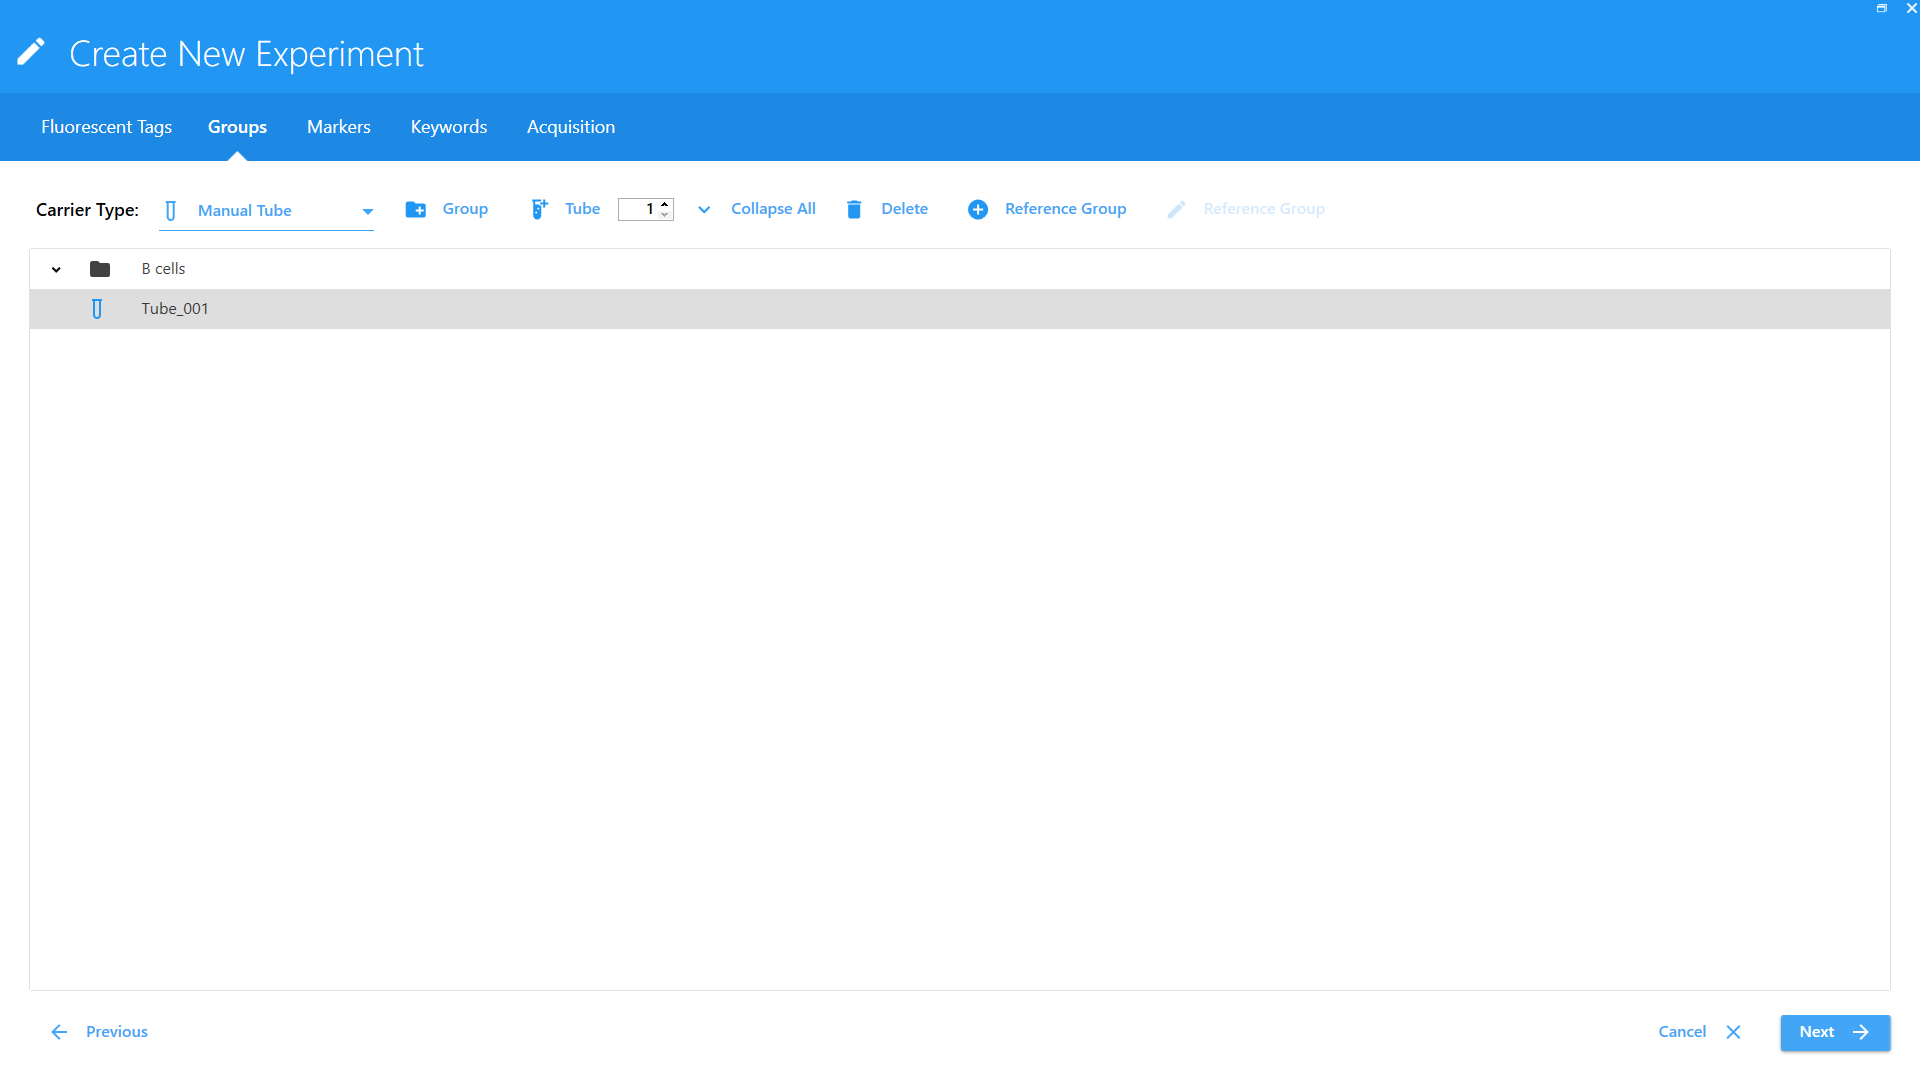 Create New Experiment
Fluorescent Tags Groups Markers Keywords Acquisition
Carrier Type: Manual Tube Group Tube 1 Collapse All Delete Reference Group Reference Group
B cells
Tube_001
Previous Cancel Next